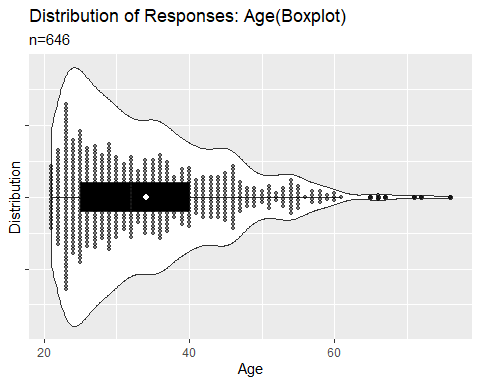 Distribution of Responses: Age(Boxplot)
n=646
Distribution
20 40 60
Age